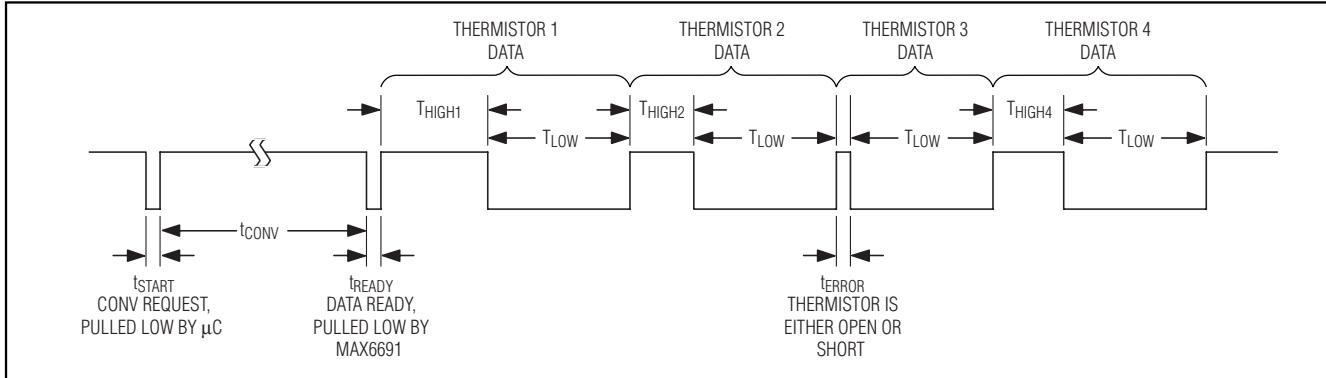 THERMISTOR 1
DATA
THERMISTOR 2
DATA
THERMISTOR 3
DATA
THERMISTOR 4
DATA
THIGH1
THIGH2
THIGH4
TLOW
TLOW
TLOW
TLOW
tCONV
tSTART
CONV REQUEST,
PULLED LOW BY µC
tREADY
DATA READY,
PULLED LOW BY
MAX6691
tERROR
THERMISTOR IS
EITHER OPEN OR
SHORT